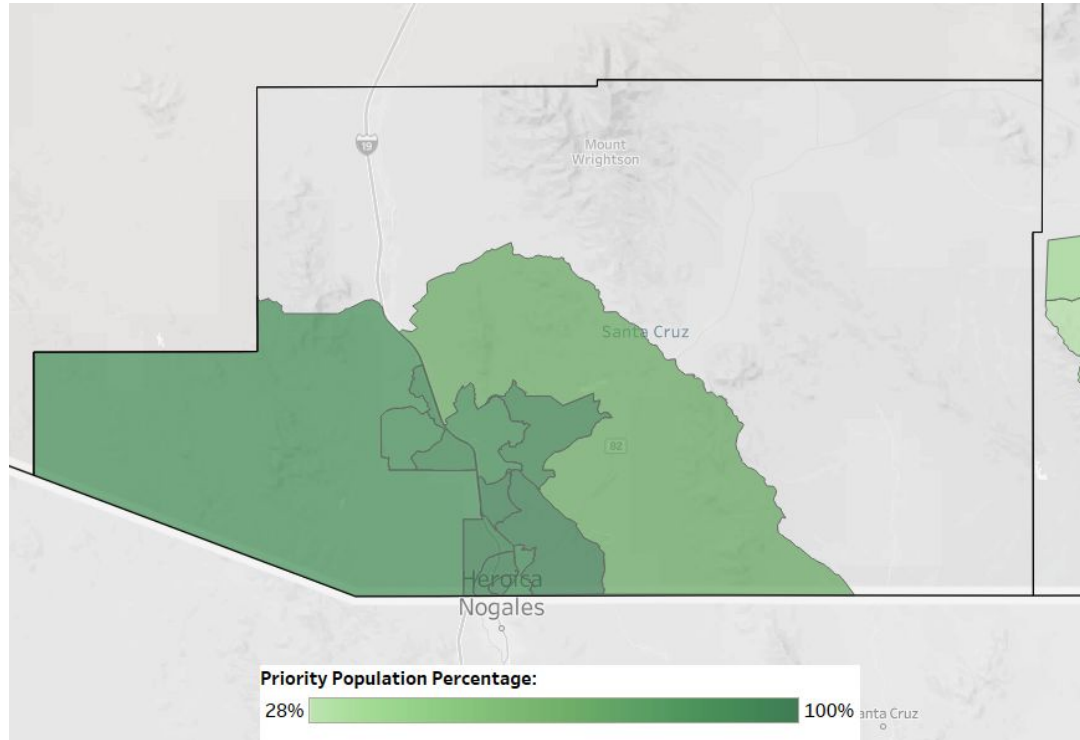 19
Mount
Wrightson
Santa Cruz
82
Heroica
Nogales
Priority Population Percentage:
28%
100%
anta Cruz